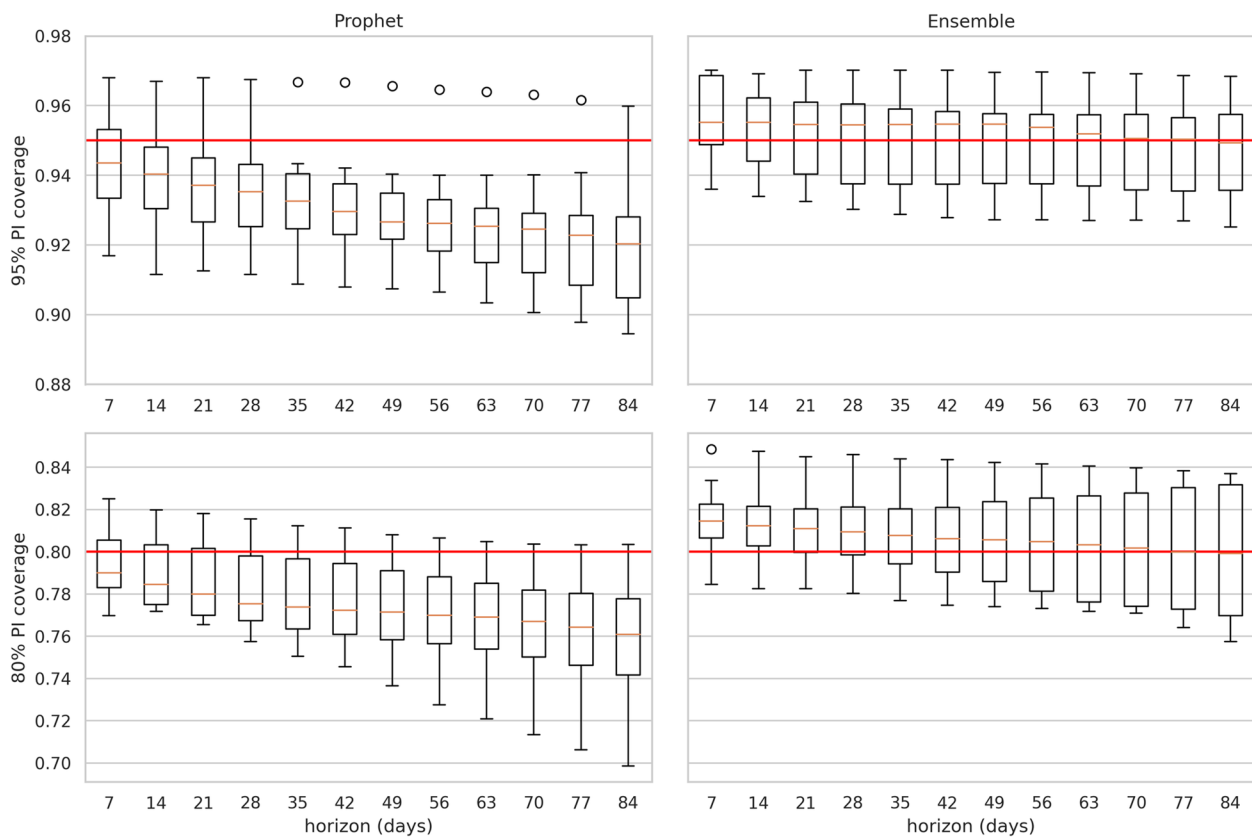 Prophet
Ensemble
95% PI coverage
0.98
0.96
0.94
0.92
0.90
0.88
7 14 21 28 35 42 49 56 63 70 77 84
7 14 21 28 35 42 49 56 63 70 77 84
80% PI coverage
0.84
0.82
0.80
0.78
0.76
0.74
0.72
0.70
7 14 21 28 35 42 49 56 63 70 77 84
horizon (days)
7 14 21 28 35 42 49 56 63 70 77 84
horizon (days)